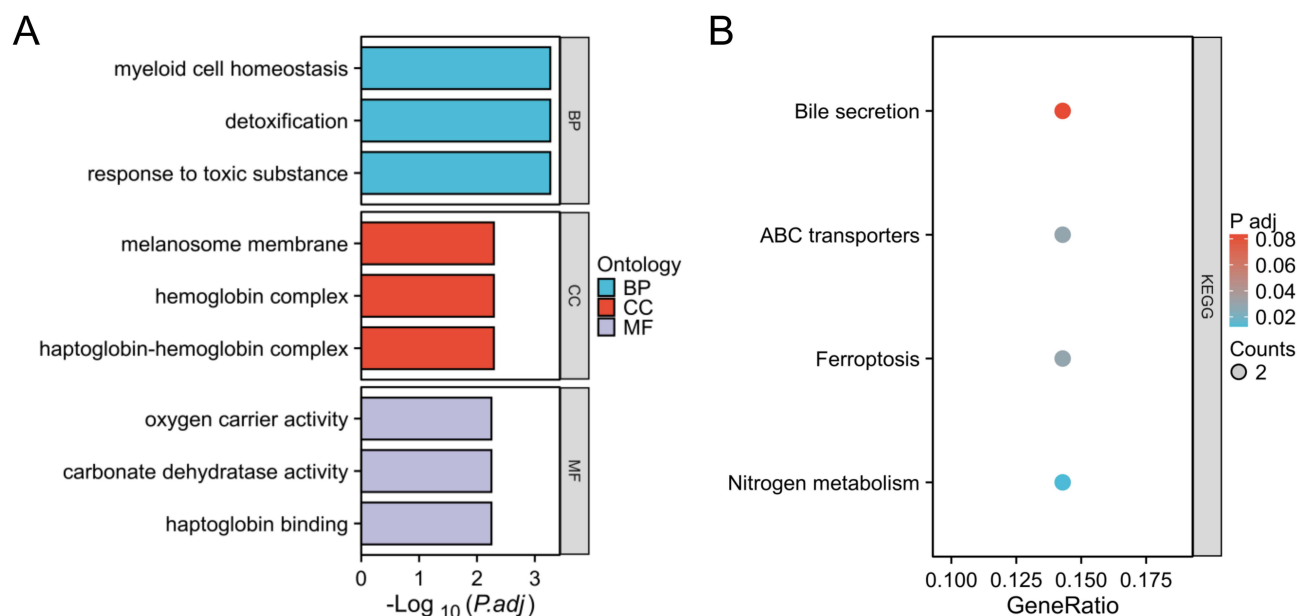 A
myeloid cell homeostasis
detoxification
response to toxic substance
BP
melanosome membrane
hemoglobin complex
haptoglobin-hemoglobin complex
CC
oxygen carrier activity
carbonate dehydratase activity
haptoglobin binding
MF
0 1 2 3
-Log 10 (P.adj)
Ontology
BP
CC
MF
B
Bile secretion
ABC transporters
Ferroptosis
Nitrogen metabolism
KEGG
0.100 0.125 0.150 0.175
GeneRatio
P adj
0.08
0.06
0.04
0.02
Counts
2